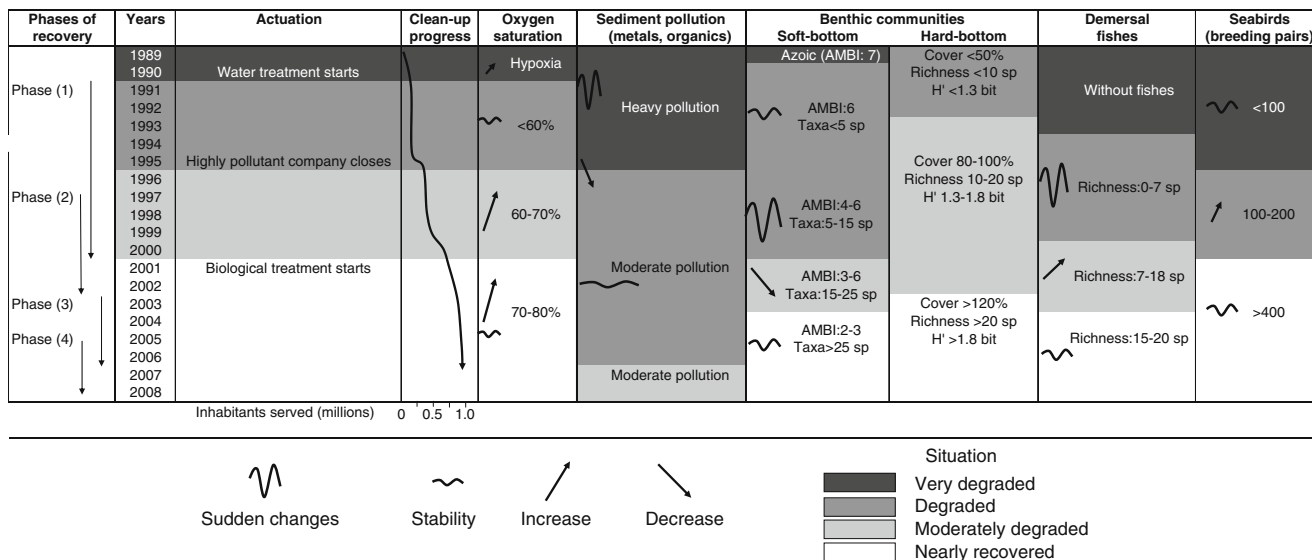 Phases of recovery
Years
Actuation
Clean-up progress
Oxygen saturation
Sediment pollution (metals, organics)
Benthic communities
Soft-bottom
Hard-bottom
Demersal fishes
Seabirds (breeding pairs)
Phase (1)
Phase (2)
Phase (3)
Phase (4)
1989
1990
1991
1992
1993
1994
1995
1996
1997
1998
1999
2000
2001
2002
2003
2004
2005
2006
2007
2008
Water treatment starts
Highly pollutant company closes
Biological treatment starts
Inhabitants served (millions) 0 0.5 1.0
Hypoxia
<60%
60-70%
70-80%
Heavy pollution
Moderate pollution
Moderate pollution
Azoic (AMBI: 7)
AMBI:6
Taxa<5 sp
AMBI:4-6
Taxa:5-15 sp
AMBI:3-6
Taxa:15-25 sp
AMBI:2-3
Taxa>25 sp
Cover <50%
Richness <10 sp
H' <1.3 bit
Cover 80-100%
Richness 10-20 sp
H' 1.3-1.8 bit
Cover >120%
Richness >20 sp
H' >1.8 bit
Without fishes
Richness:0-7 sp
Richness:7-18 sp
Richness:15-20 sp
<100
100-200
>400
Sudden changes
Stability
Increase
Decrease
Situation
Very degraded
Degraded
Moderately degraded
Nearly recovered